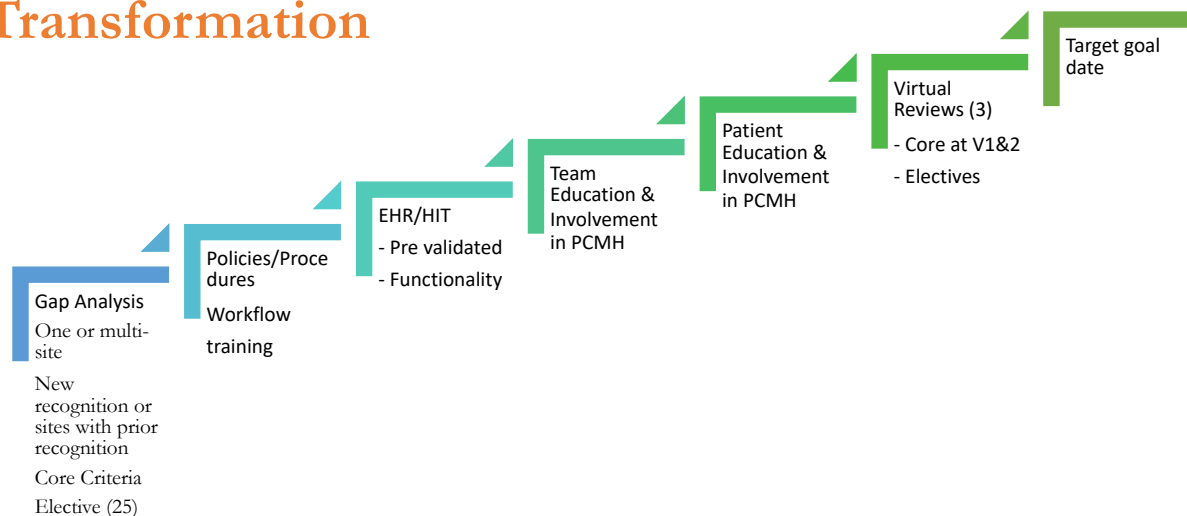 Transformation
Gap Analysis
One or multi-
site
New
recognition or
sites with prior
recognition
Core Criteria
Elective (25)
Policies/Proce
dures
Workflow
training
EHR/HIT
- Pre validated
- Functionality
Team
Education &
Involvement
in PCMH
Patient
Education &
Involvement
in PCMH
Virtual
Reviews (3)
- Core at V1&2
- Electives
Target goal
date